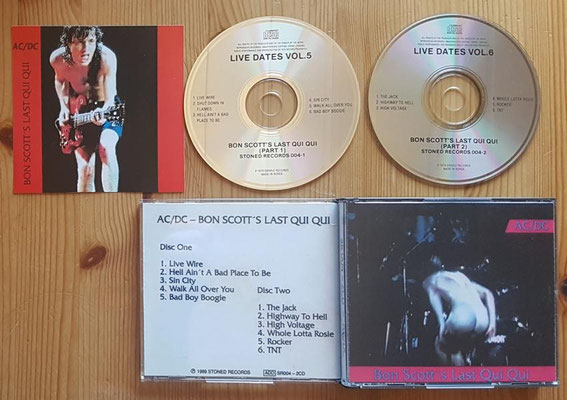 AC/DC
BON SCOTT'S LAST QUI QUI
LIVE DATES VOL.5
1 LIVE WIRE
2 SHOT DOWN IN
FLAMES
3 HELL AIN'T A BAD
PLACE TO BE
4 SIN CITY
5 WALK ALL OVER YOU
6 BAD BOY BOOGIE
BON SCOTT'S LAST QUI QUI
(PART 1)
STONED RECORDS 004-1
LIVE DATES VOL.6
1 THE JACK
2 HIGHWAY TO HELL
3 HIGH VOLTAGE
4 WHOLE LOTTA ROSIE
5 ROCKER
6 TNT
BON SCOTT'S LAST QUI QUI
(PART 2)
STONED RECORDS 004-2
AC/DC – BON SCOTT´S LAST QUI QUI
Disc One
1. Live Wire
2. Hell Ain´t A Bad Place To Be
3. Sin City
4. Walk All Over You
5. Bad Boy Boogie
Disc Two
1. The Jack
2. Highway To Hell
3. High Voltage
4. Whole Lotta Rosie
5. Rocker
6. TNT
© 1989 STONED RECORDS
ADD SR004 – 2CD
AC/DC
Bon Scott´s Last Qui Qui